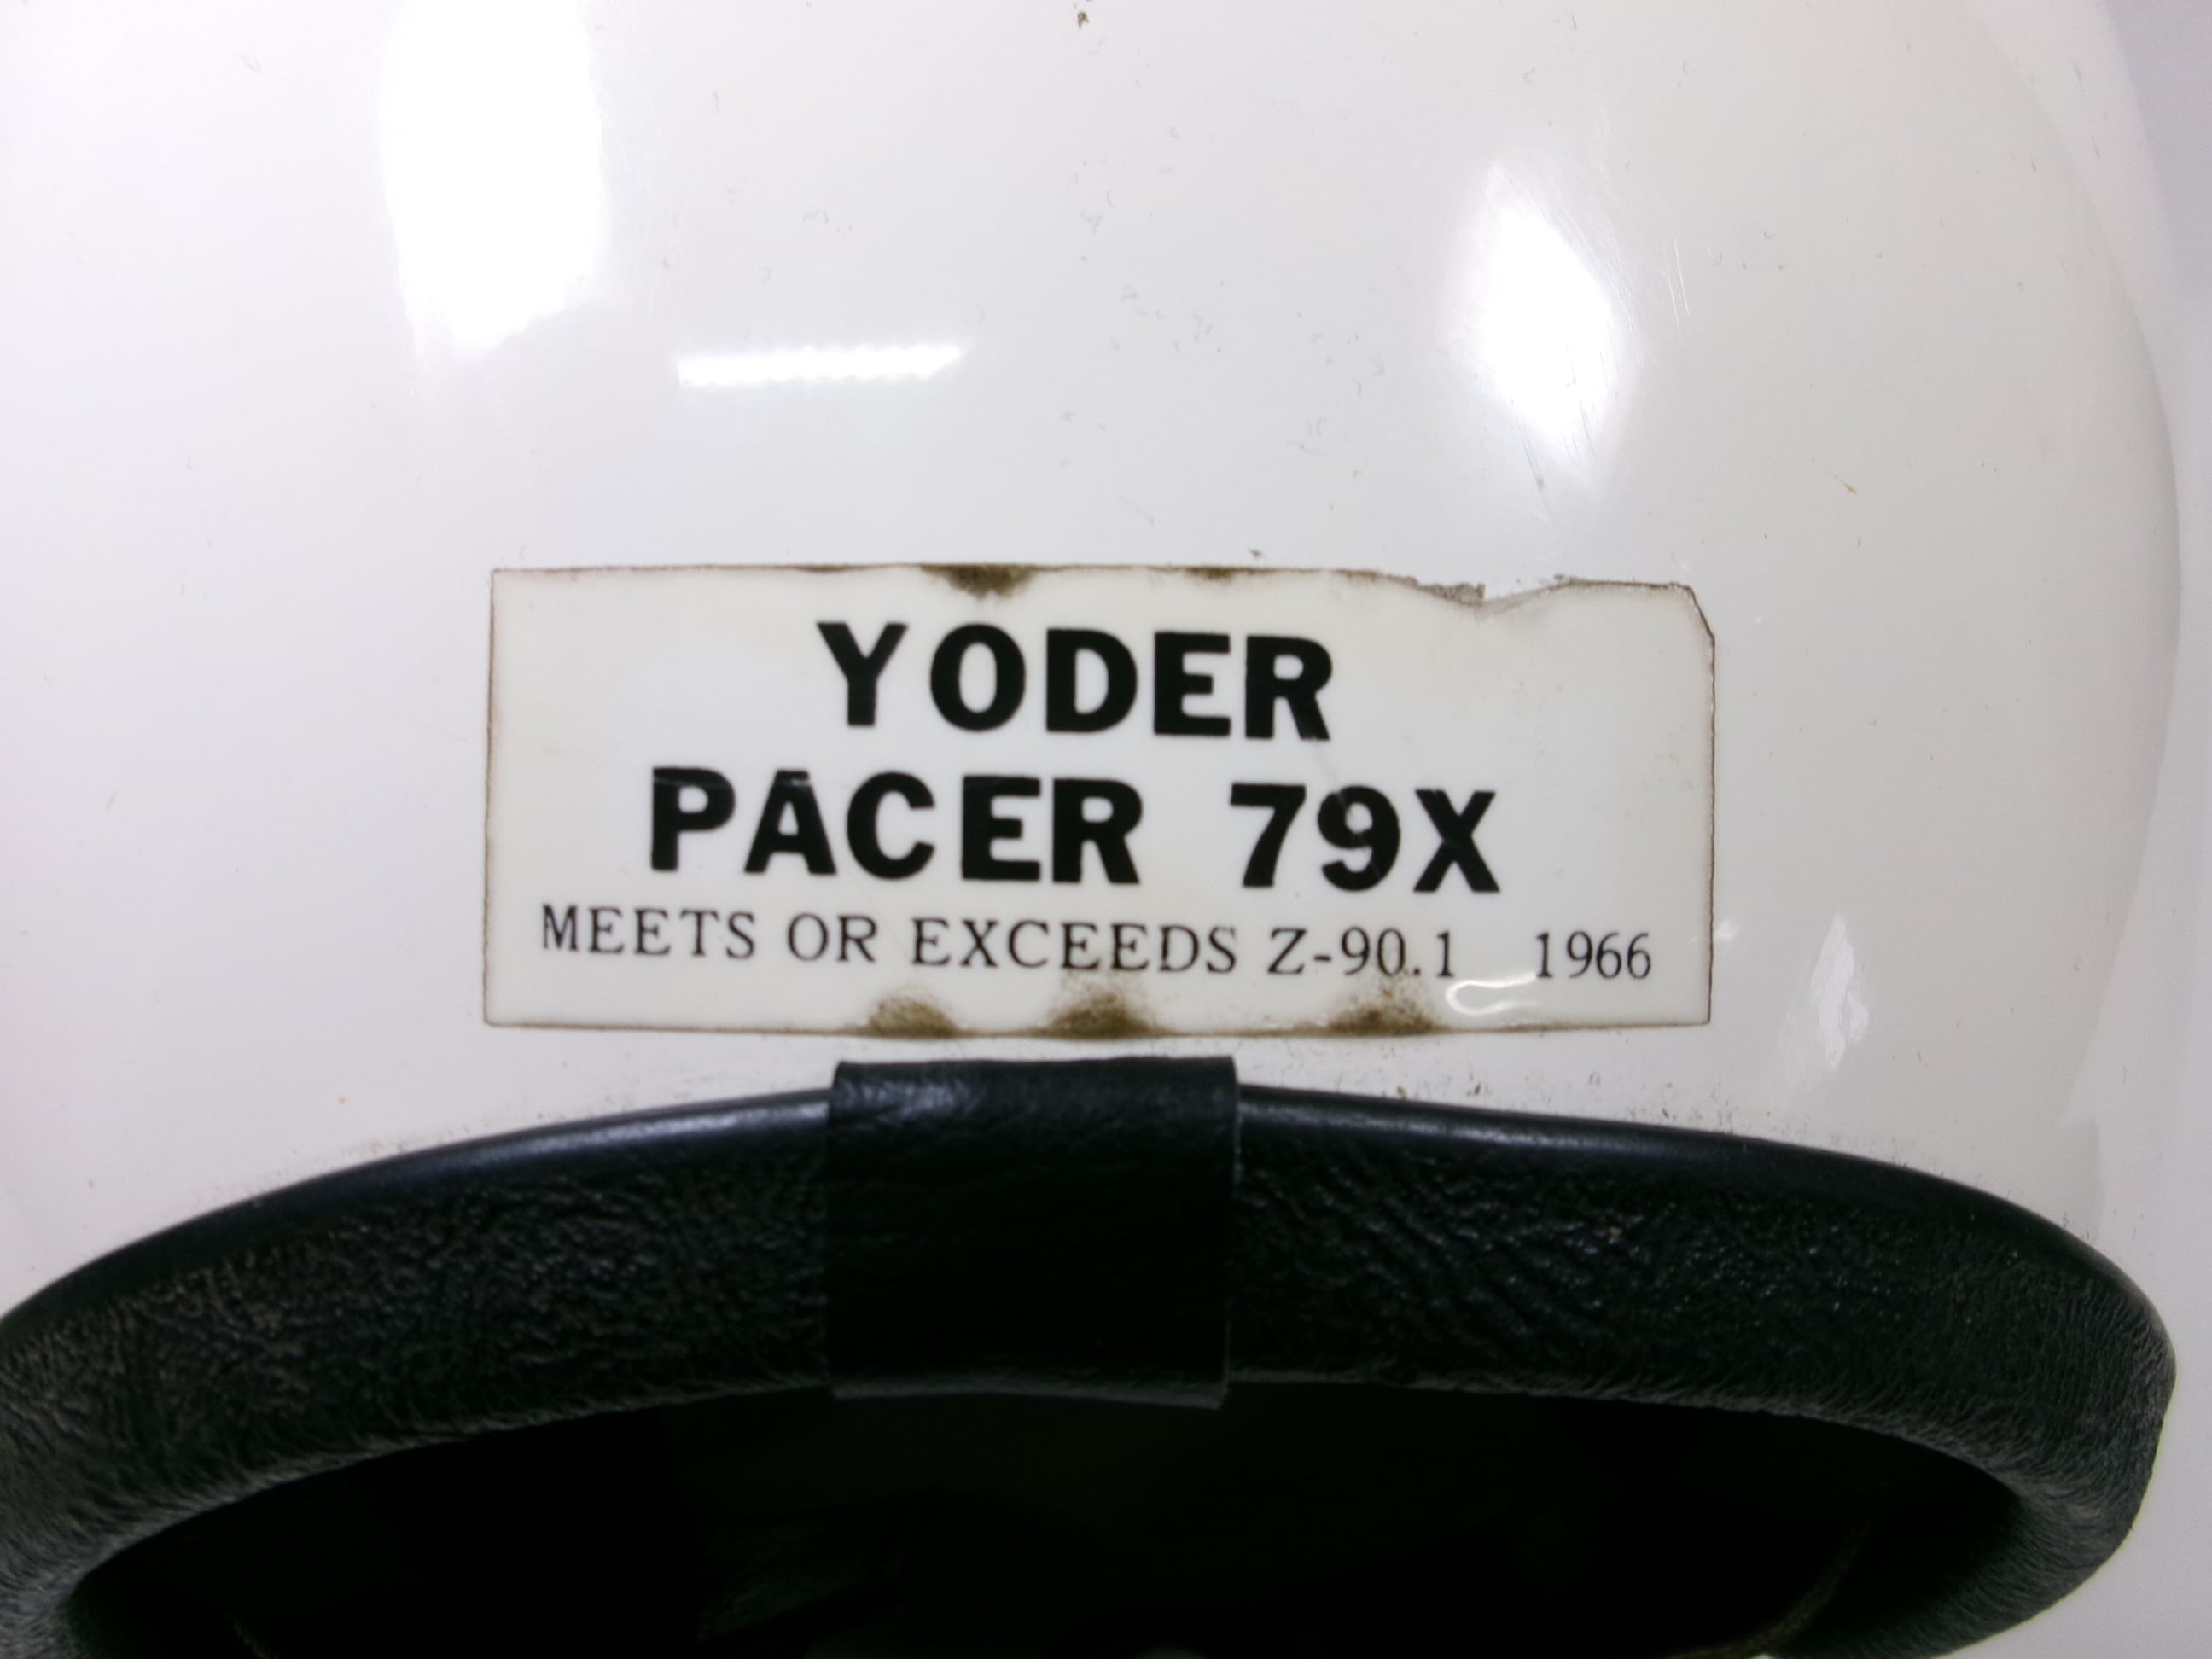 YODER
PACER 79X
MEETS OR EXCEEDS Z-90.1 1966